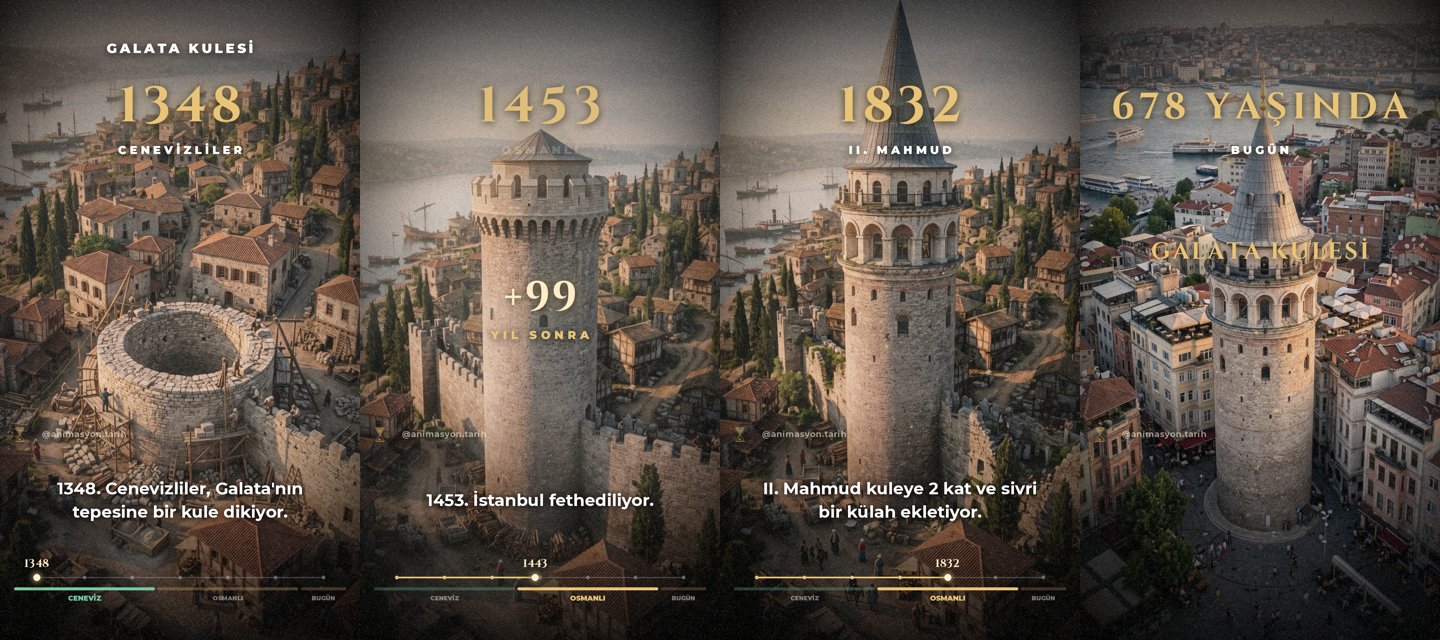 GALATA KULESİ
1348
CENEVİZLİLER
@animasyon.tarih
1348. Cenevizliler, Galata'nın
tepesine bir kule dikiyor.
1348
CENEVİZ
OSMANLI
BUGÜN
1453
OSMANLI
+99
YIL SONRA
@animasyon.tarih
1453. İstanbul fethediliyor.
1443
CENEVİZ
OSMANLI
BUGÜN
1832
II. MAHMUD
@animasyon.tarih
II. Mahmud kuleye 2 kat ve sivri
bir külah ekletiyor.
1832
CENEVİZ
OSMANLI
BUGÜN
678 YAŞINDA
BUGÜN
GALATA KULESİ
@animasyon.tarih